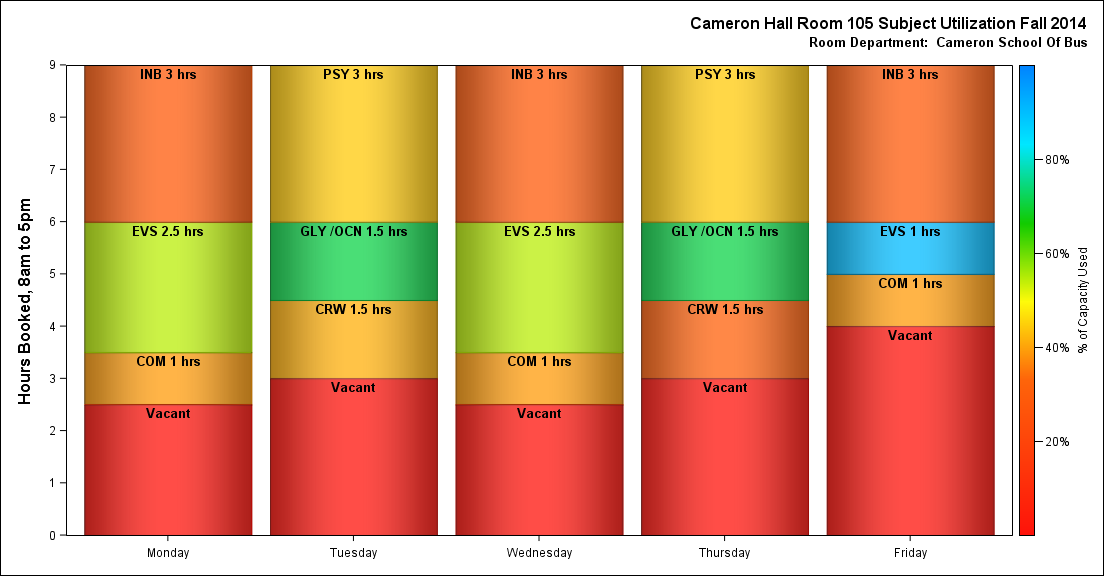 Cameron Hall Room 105 Subject Utilization Fall 2014
Room Department:  Cameron School Of Bus
Hours Booked, 8am to 5pm
9
8
7
6
5
4
3
2
1
0
INB 3 hrs
EVS 2.5 hrs
COM 1 hrs
Vacant
Monday
PSY 3 hrs
GLY /OCN 1.5 hrs
CRW 1.5 hrs
Vacant
Tuesday
INB 3 hrs
EVS 2.5 hrs
COM 1 hrs
Vacant
Wednesday
PSY 3 hrs
GLY /OCN 1.5 hrs
CRW 1.5 hrs
Vacant
Thursday
INB 3 hrs
EVS 1 hrs
COM 1 hrs
Vacant
Friday
80%
60%
40%
20%
% of Capacity Used